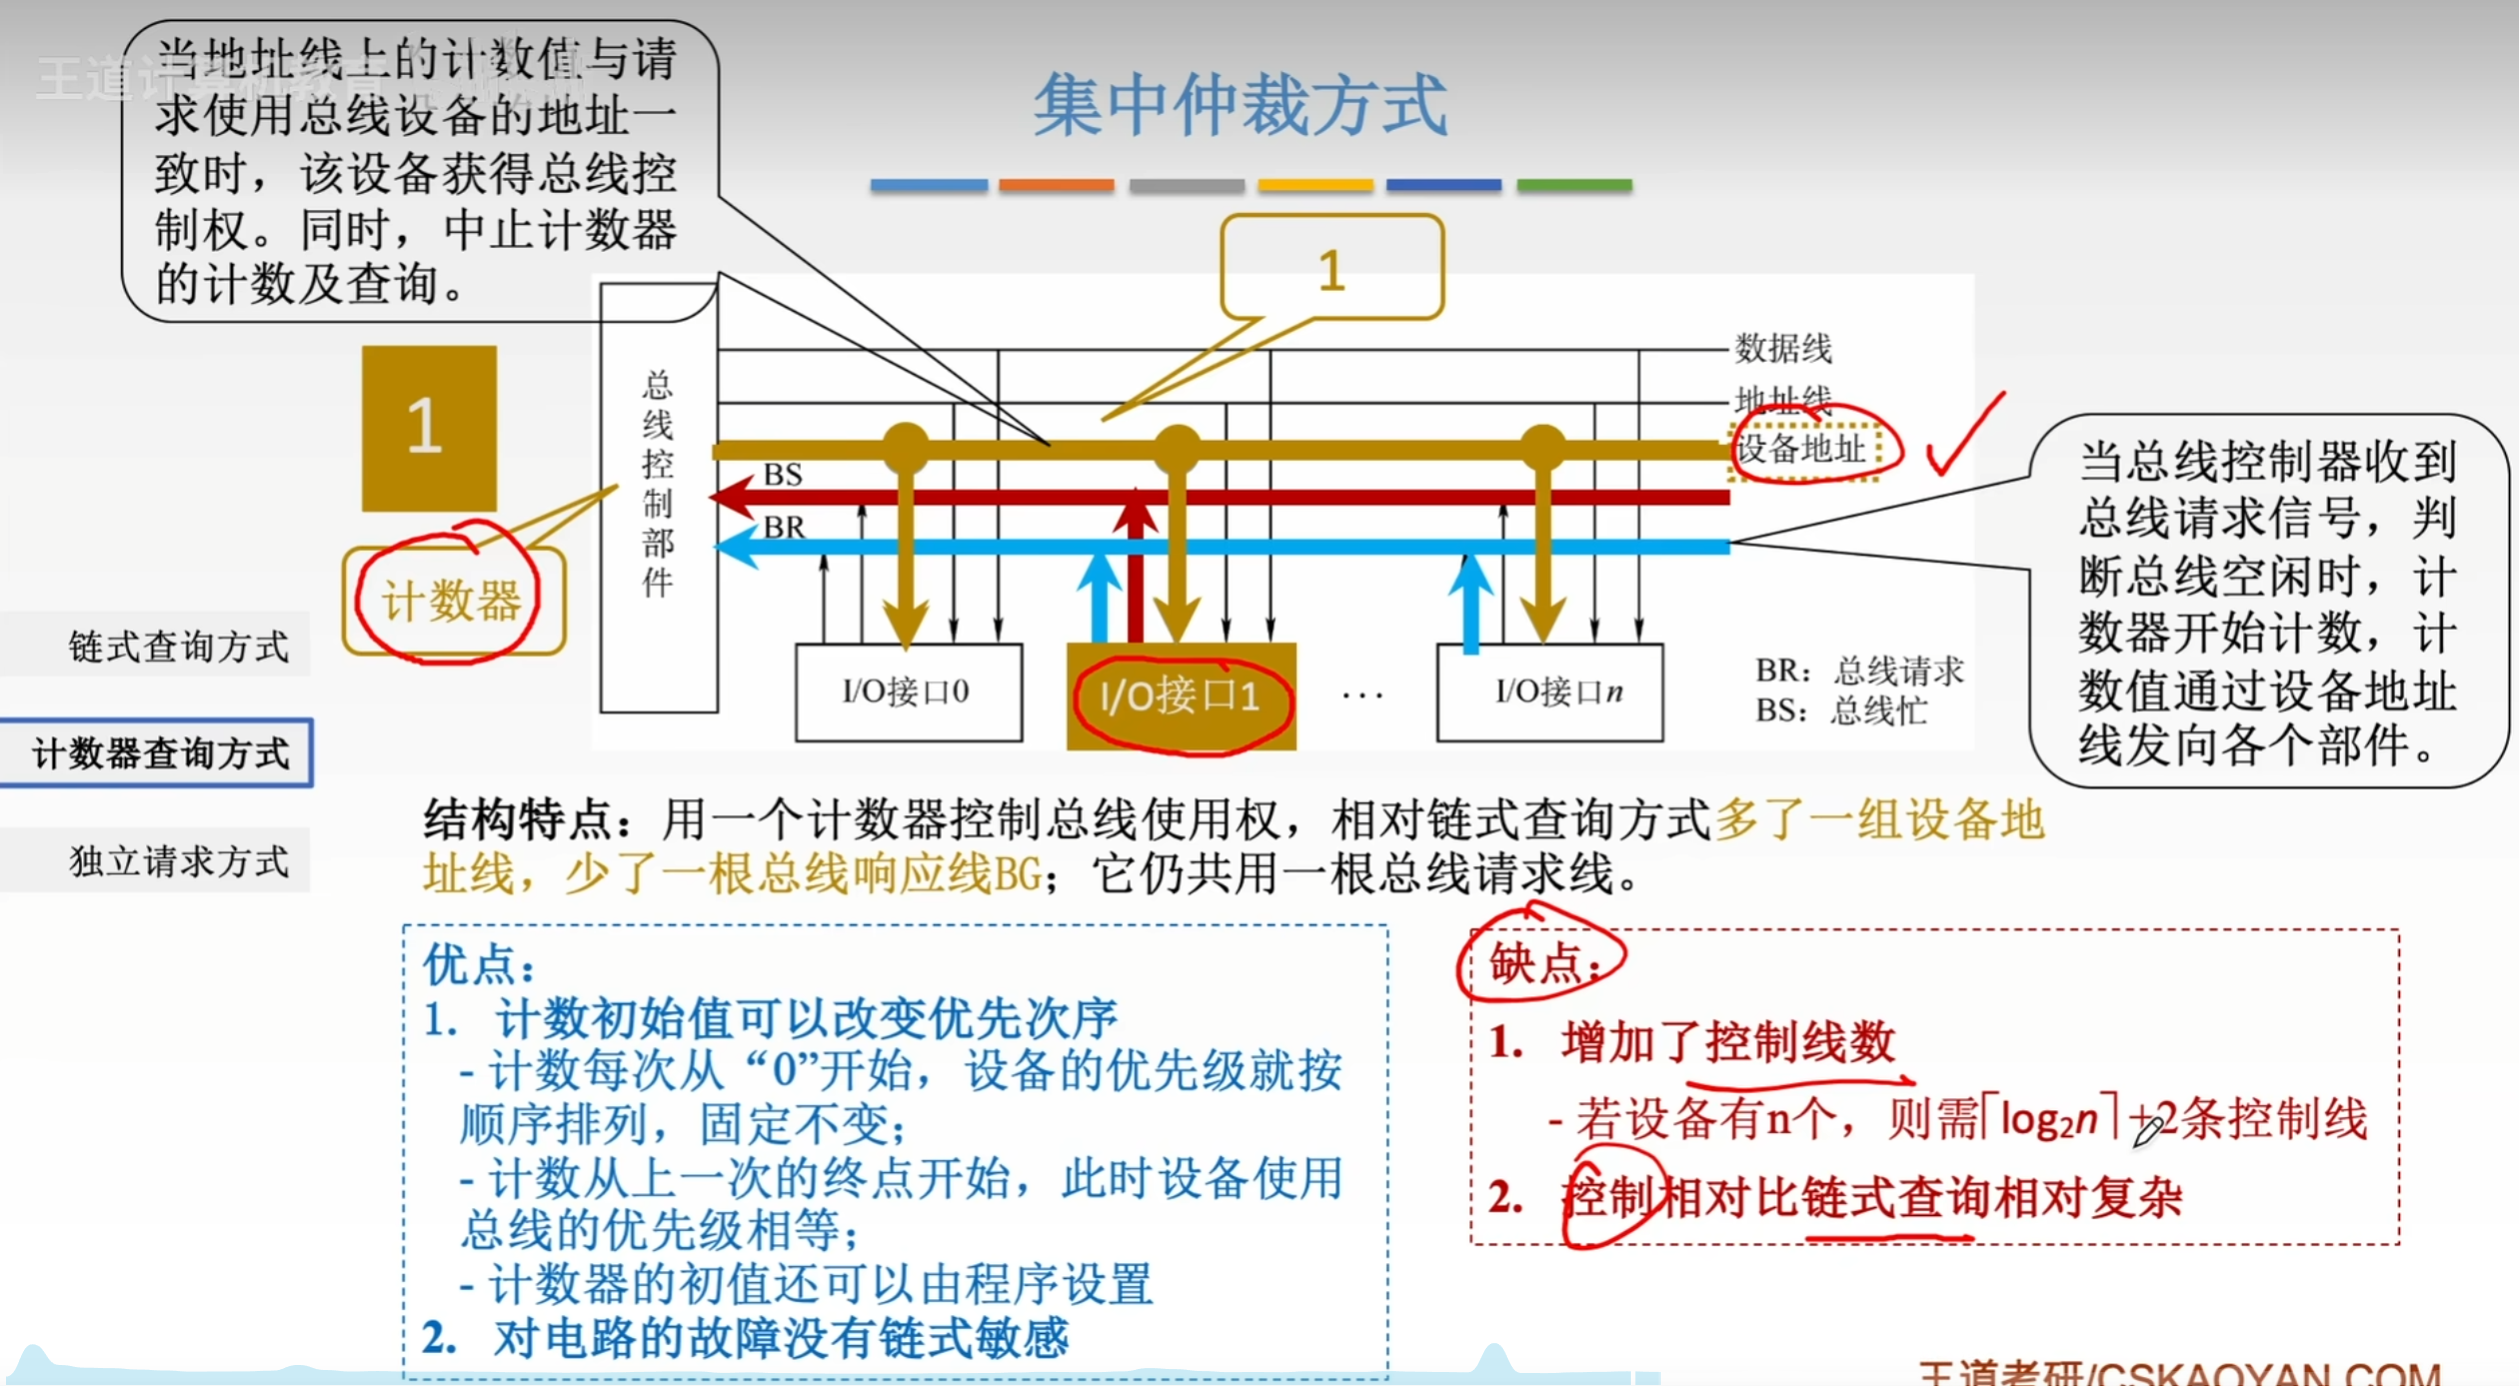 王道计算机教育
当地址线上的计数值与请
求使用总线设备的地址一
致时，该设备获得总线控
制权。同时，中止计数器
的计数及查询。
集中仲裁方式
1
1
计数器
总线控制部件
数据线
地址线
设备地址
BS
BR
I/O接口0
I/O接口1
...
I/O接口n
BR：总线请求
BS：总线忙
当总线控制器收到
总线请求信号，判
断总线空闲时，计
数器开始计数，计
数值通过设备地址
线发向各个部件。
链式查询方式
计数器查询方式
独立请求方式
结构特点：用一个计数器控制总线使用权，相对链式查询方式多了一组设备地
址线，少了一根总线响应线BG；它仍共用一根总线请求线。
优点：
1. 计数初始值可以改变优先次序
- 计数每次从“0”开始，设备的优先级就按
顺序排列，固定不变；
- 计数从上一次的终点开始，此时设备使用
总线的优先级相等；
- 计数器的初值还可以由程序设置
2. 对电路的故障没有链式敏感
缺点：
1. 增加了控制线数
- 若设备有n个，则需⌈log₂n⌉+2条控制线
2. 控制相对比链式查询相对复杂
王道考研/CSKAOYAN.COM